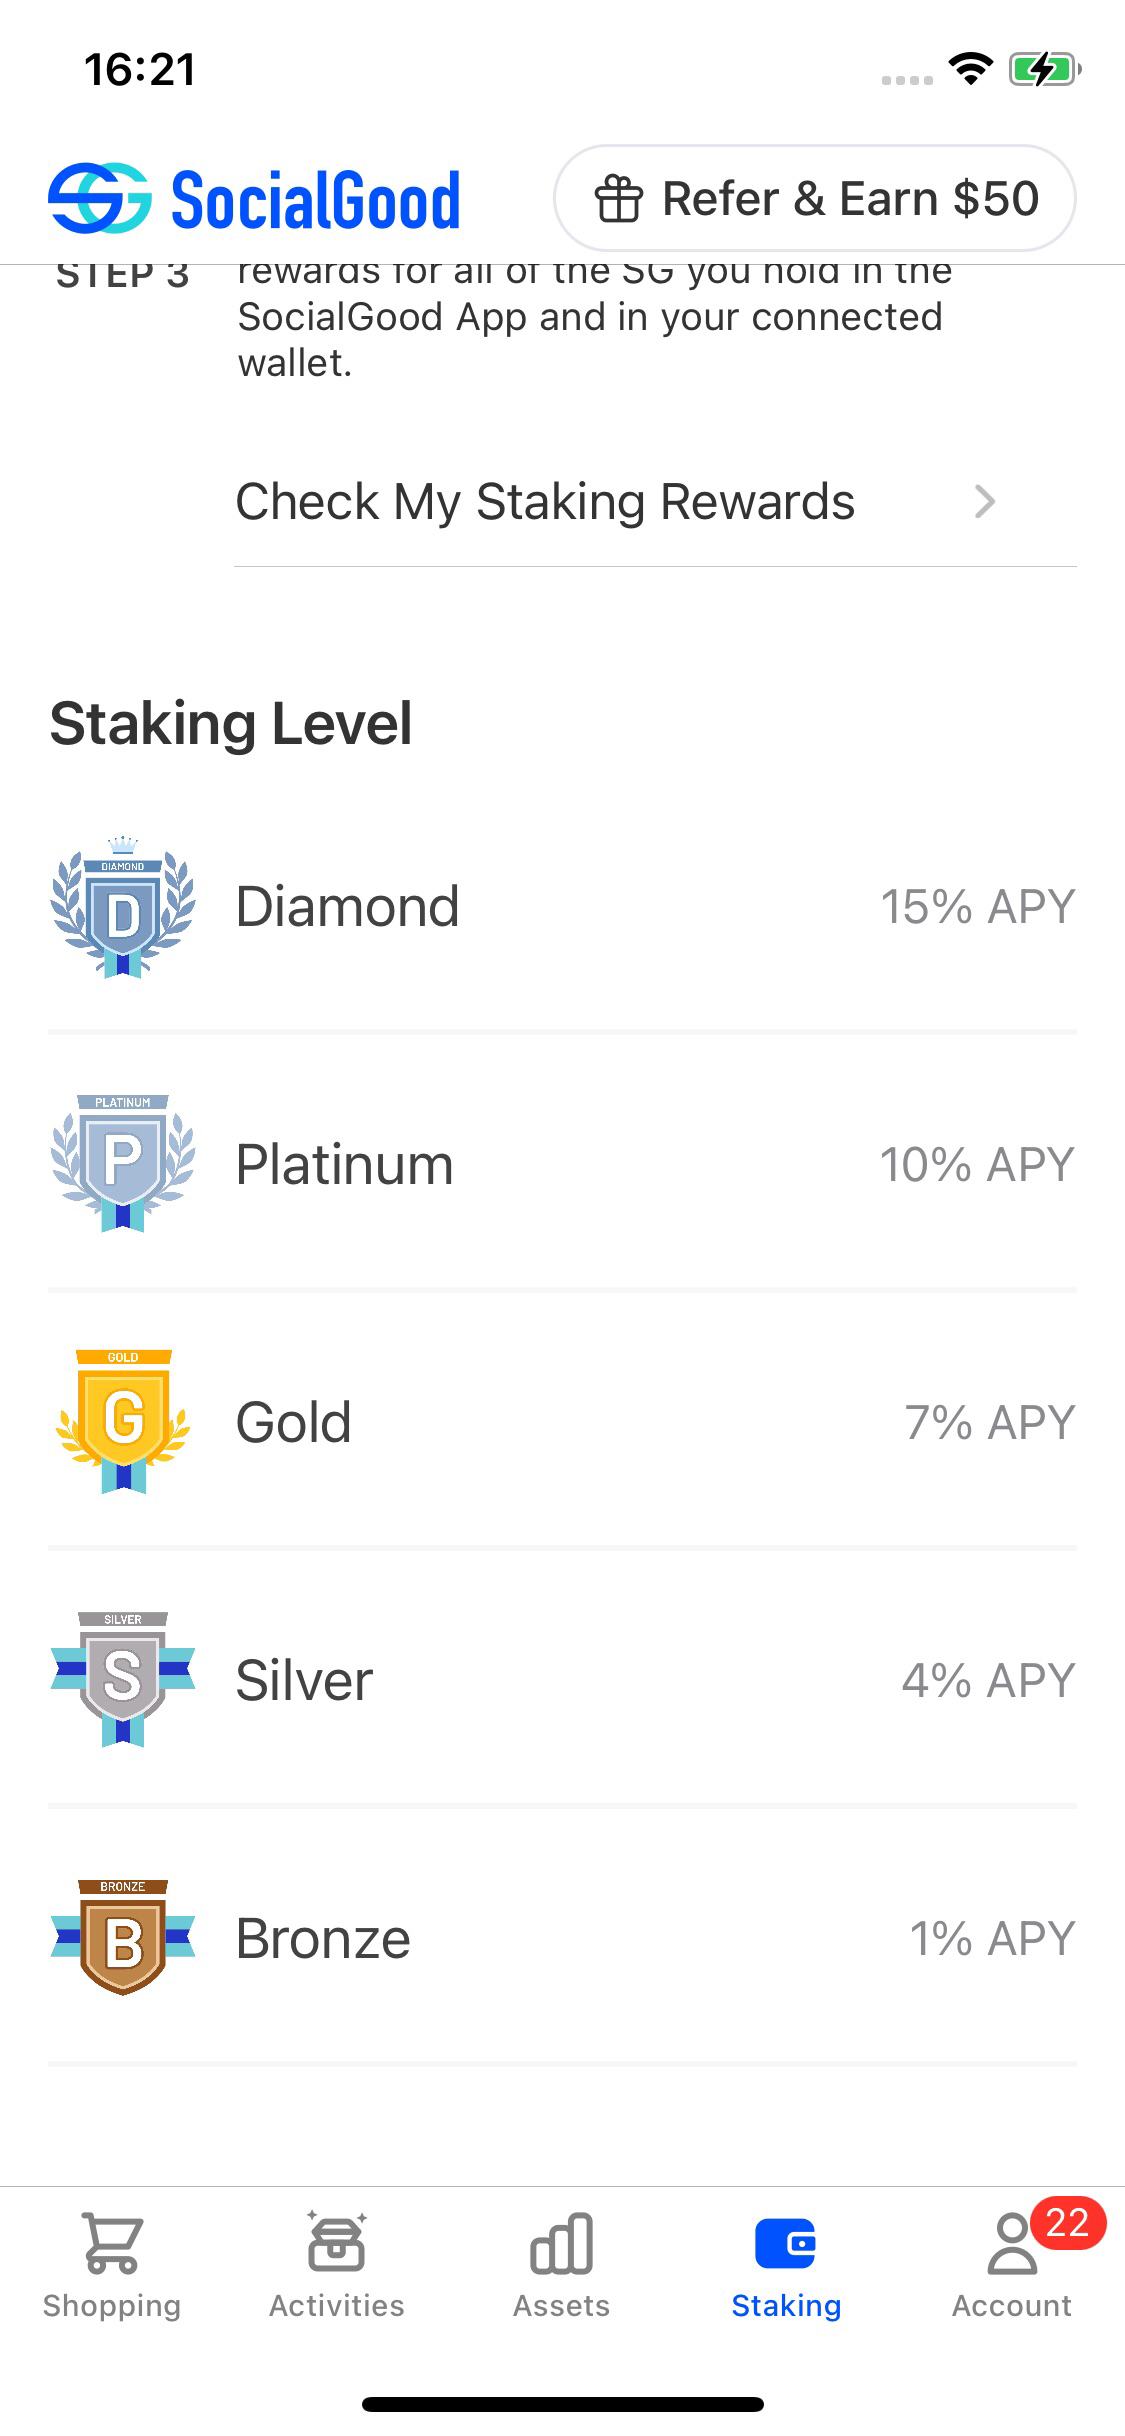 16:21
SocialGood
Refer & Earn $50
STEP 3
rewards for all of the SG you hold in the
SocialGood App and in your connected
wallet.
Check My Staking Rewards
Staking Level
DIAMOND
D
Diamond
15% APY
PLATINUM
P
Platinum
10% APY
GOLD
G
Gold
7% APY
SILVER
S
Silver
4% APY
BRONZE
B
Bronze
1% APY
22
Shopping
Activities
Assets
Staking
Account